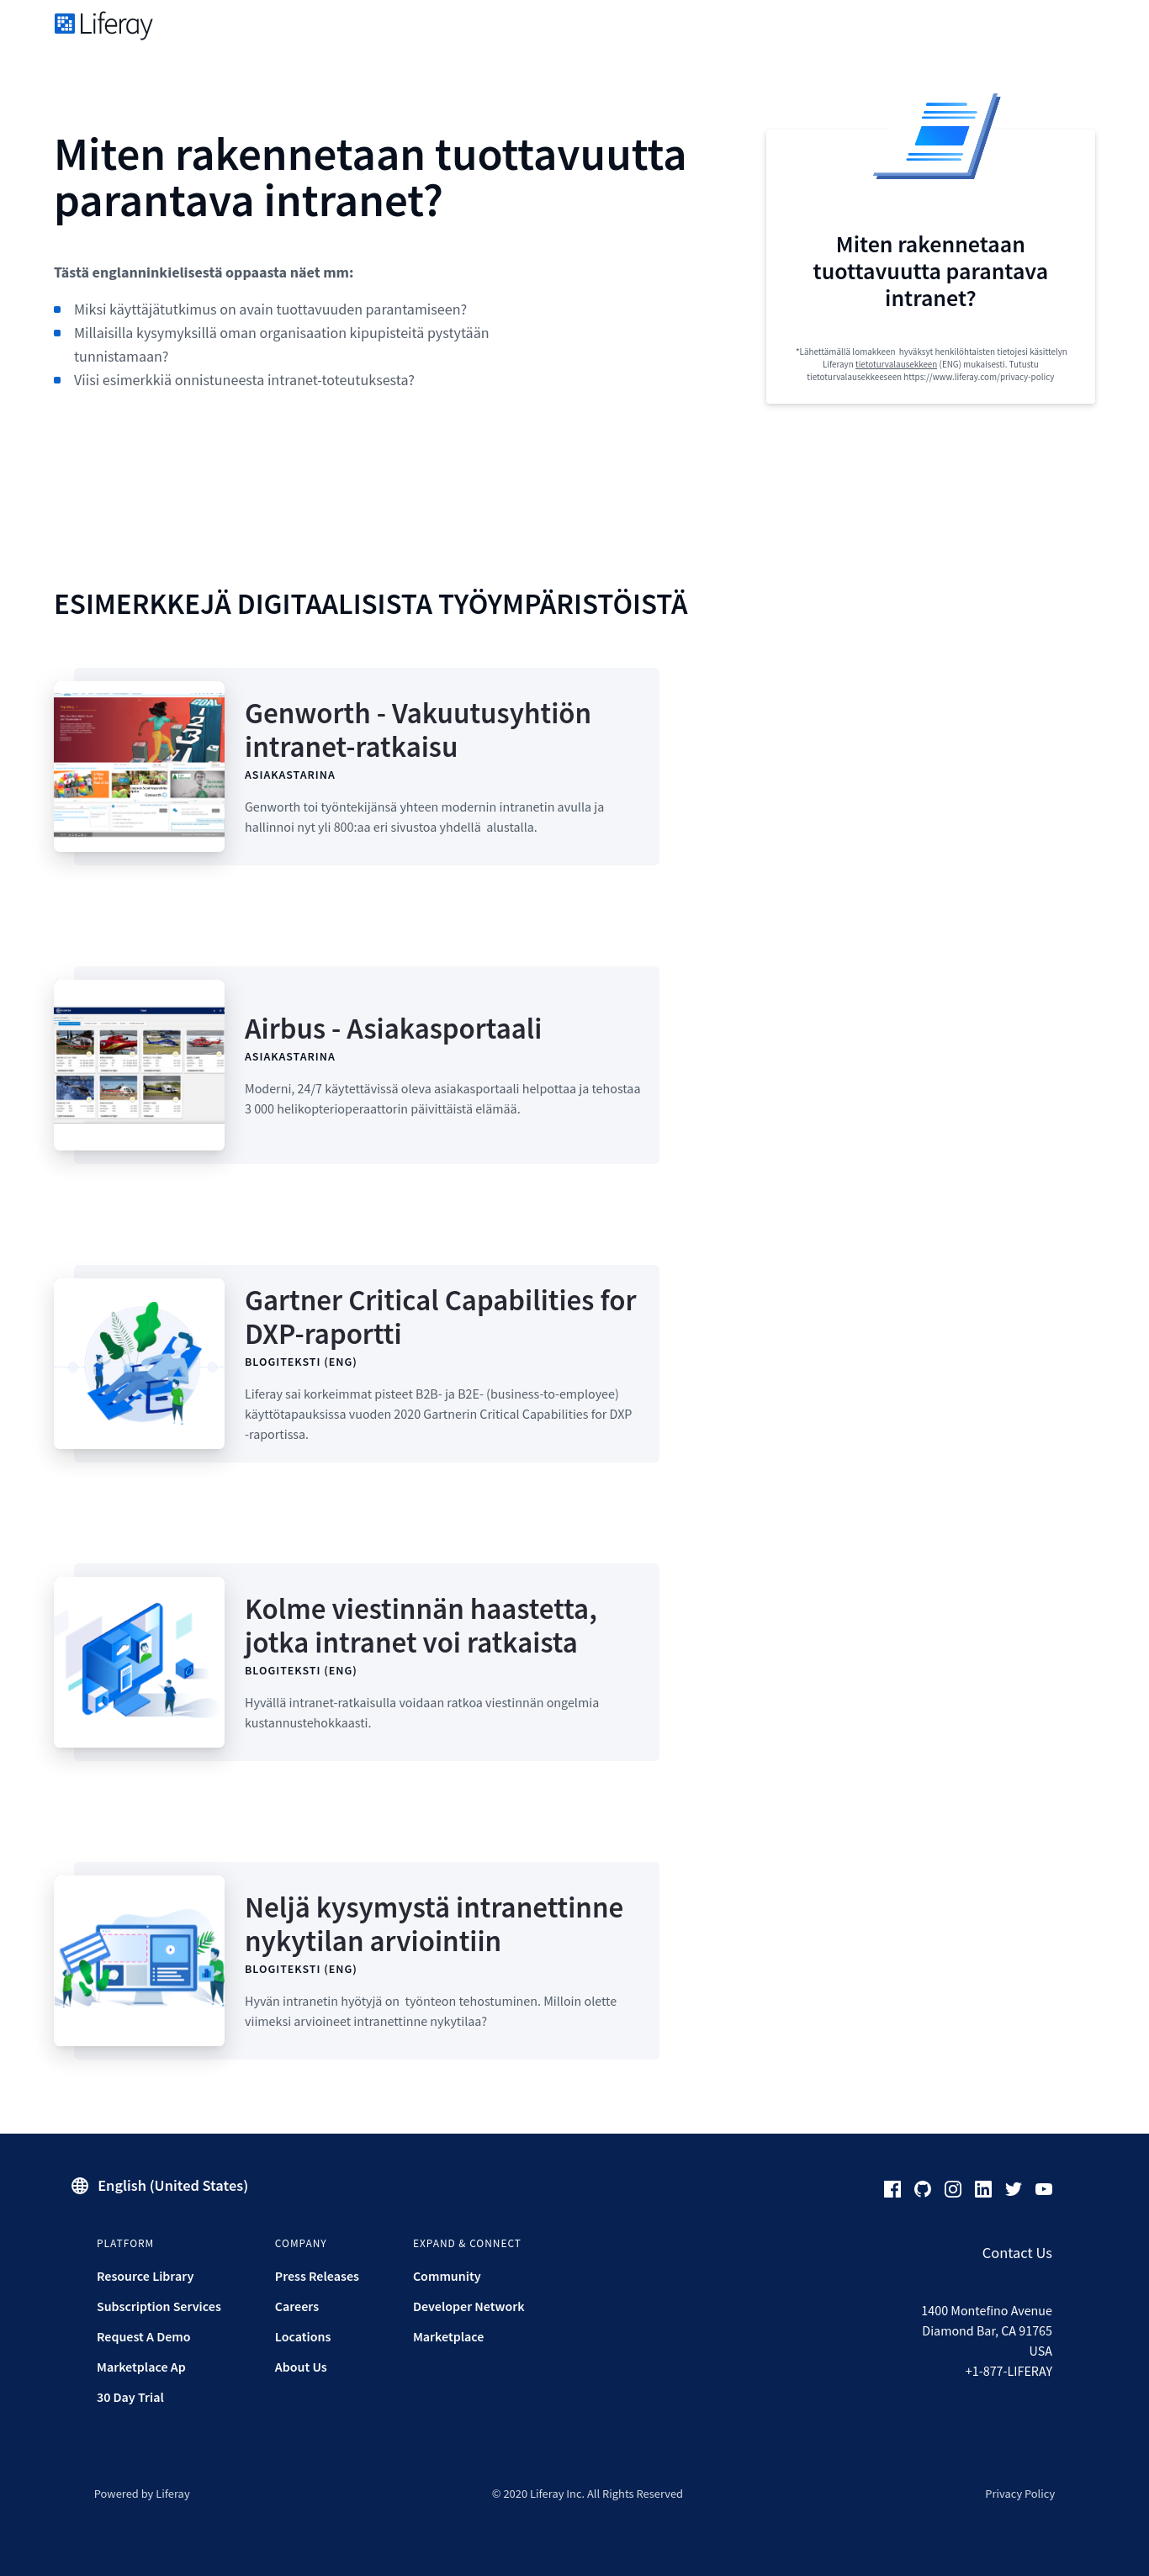 Liferay
Miten rakennetaan tuottavuutta
parantava intranet?
Tästä englanninkielisestä oppaasta näet mm:
Miksi käyttäjätutkimus on avain tuottavuuden parantamiseen?
Millaisilla kysymyksillä oman organisaation kipupisteitä pystytään
tunnistamaan?
Viisi esimerkkiä onnistuneesta intranet-toteutuksesta?
Miten rakennetaan
tuottavuutta parantava
intranet?
*Lähettämällä lomakkeen hyväksyt henkilöhtaisten tietojesi käsittelyn
Liferayn tietoturvalausekkeen (ENG) mukaisesti. Tutustu
tietoturvalausekkeeseen https://www.liferay.com/privacy-policy
ESIMERKKEJÄ DIGITAALISISTA TYÖYMPÄRISTÖISTÄ
Genworth - Vakuutusyhtiön
intranet-ratkaisu
ASIAKASTARINA
Genworth toi työntekijänsä yhteen modernin intranetin avulla ja
hallinnoi nyt yli 800:aa eri sivustoa yhdellä alustalla.
Airbus - Asiakasportaali
ASIAKASTARINA
Moderni, 24/7 käytettävissä oleva asiakasportaali helpottaa ja tehostaa
3 000 helikopterioperaattorin päivittäistä elämää.
Gartner Critical Capabilities for
DXP-raportti
BLOGITEKSTI (ENG)
Liferay sai korkeimmat pisteet B2B- ja B2E- (business-to-employee)
käyttötapauksissa vuoden 2020 Gartnerin Critical Capabilities for DXP
-raportissa.
Kolme viestinnän haastetta,
jotka intranet voi ratkaista
BLOGITEKSTI (ENG)
Hyvällä intranet-ratkaisulla voidaan ratkoa viestinnän ongelmia
kustannustehokkaasti.
Neljä kysymystä intranettinne
nykytilan arviointiin
BLOGITEKSTI (ENG)
Hyvän intranetin hyötyjä on työnteon tehostuminen. Milloin olette
viimeksi arvioineet intranettinne nykytilaa?
English (United States)
PLATFORM
Resource Library
Subscription Services
Request A Demo
Marketplace Ap
30 Day Trial
COMPANY
Press Releases
Careers
Locations
About Us
EXPAND & CONNECT
Community
Developer Network
Marketplace
Contact Us
1400 Montefino Avenue
Diamond Bar, CA 91765
USA
+1-877-LIFERAY
Powered by Liferay
© 2020 Liferay Inc. All Rights Reserved
Privacy Policy